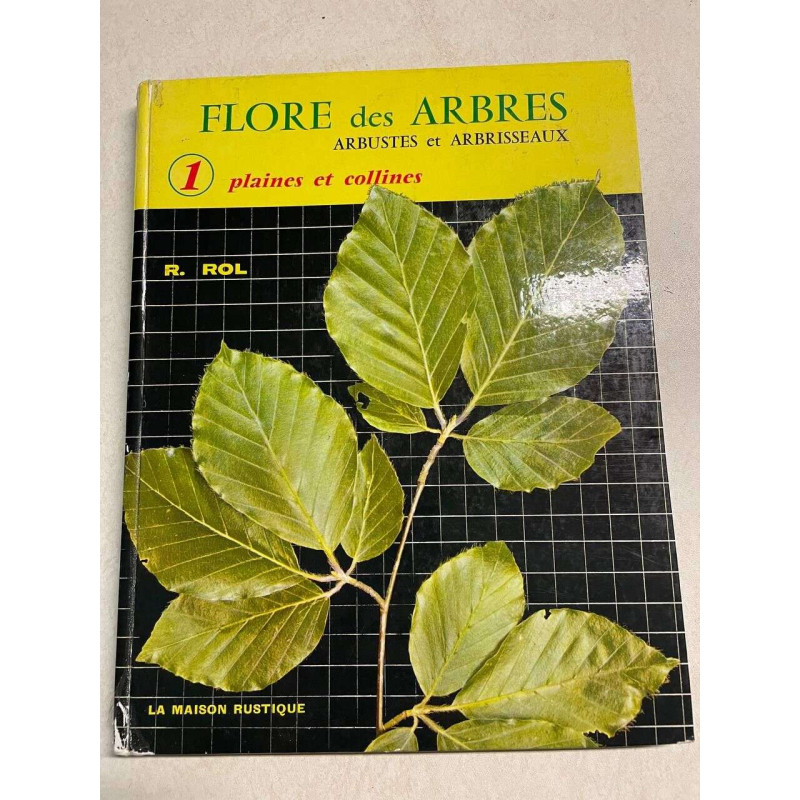 FLORE des ARBRES
ARBUSTES et ARBRISSEAUX
1 plaines et collines
R. ROL
LA MAISON RUSTIQUE